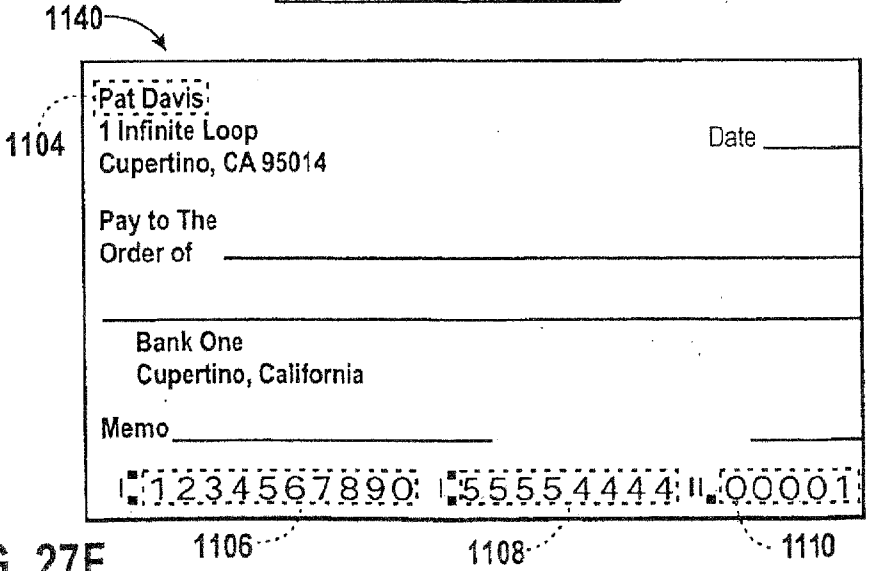 1140
Pat Davis
1104
1 Infinite Loop
Cupertino, CA 95014
Date
Pay to The
Order of
Bank One
Cupertino, California
Memo
⑆1234567890⑆ ⑆55554444⑈ 00001
1106
1108
1110
27E